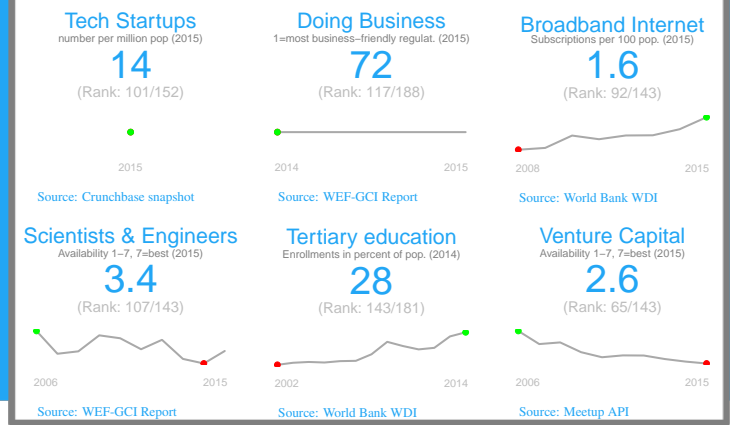 Tech Startups
number per million pop (2015)
14
(Rank: 101/152)
2015
Source: Crunchbase snapshot
Doing Business
1=most business−friendly regulat. (2015)
72
(Rank: 117/188)
2014 2015
Source: WEF-GCI Report
Broadband Internet
Subscriptions per 100 pop. (2015)
1.6
(Rank: 92/143)
2008 2015
Source: World Bank WDI
Scientists & Engineers
Availability 1−7, 7=best (2015)
3.4
(Rank: 107/143)
2006 2015
Source: WEF-GCI Report
Tertiary education
Enrollments in percent of pop. (2014)
28
(Rank: 143/181)
2002 2014
Source: World Bank WDI
Venture Capital
Availability 1−7, 7=best (2015)
2.6
(Rank: 65/143)
2006 2015
Source: Meetup API